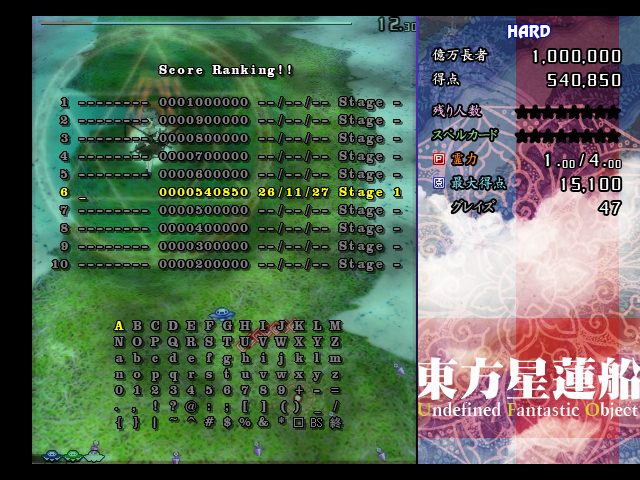 12.30
Score Ranking!!
1 -------- 0001000000 --/--/-- Stage -
2 -------- 0000900000 --/--/-- Stage -
3 -------- 0000800000 --/--/-- Stage -
4 -------- 0000700000 --/--/-- Stage -
5 -------- 0000600000 --/--/-- Stage -
6 _ 0000540850 26/11/27 Stage 1
7 -------- 0000500000 --/--/-- Stage -
8 -------- 0000400000 --/--/-- Stage -
9 -------- 0000300000 --/--/-- Stage -
10 -------- 0000200000 --/--/-- Stage -
A B C D E F G H I J K L M
N O P Q R S T U V W X Y Z
a b c d e f g h i j k l m
n o p q r s t u v w x y z
0 1 2 3 4 5 6 7 8 9 + - =
. , ! ? @ : ; [ ] ( ) _ /
{ } | ~ ^ # $ % & * □ BS 終
HARD
億万長者 1,000,000
得点 540,850
残り人数 ★★★★★★★★
スペルカード ★★★★★★★★
P 霊力 1.00/4.00
点 最大得点 15,100
グレイズ 47
東方星蓮船
Undefined Fantastic Object